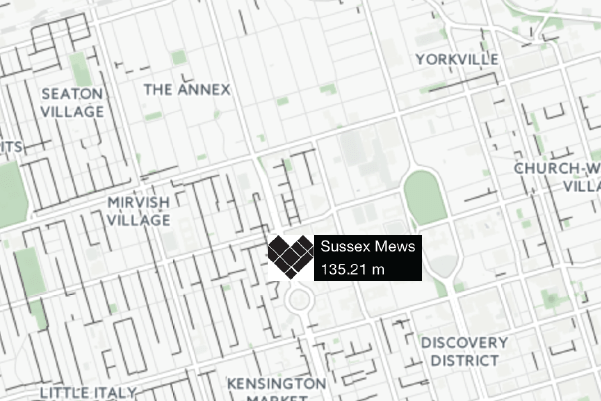 YORKVILLE
SEATON
VILLAGE
THE ANNEX
ITS
CHURCH-W
VILLA
MIRVISH
VILLAGE
Sussex Mews
135.21 m
DISCOVERY
DISTRICT
LITTLE ITALY
KENSINGTON
MARKET